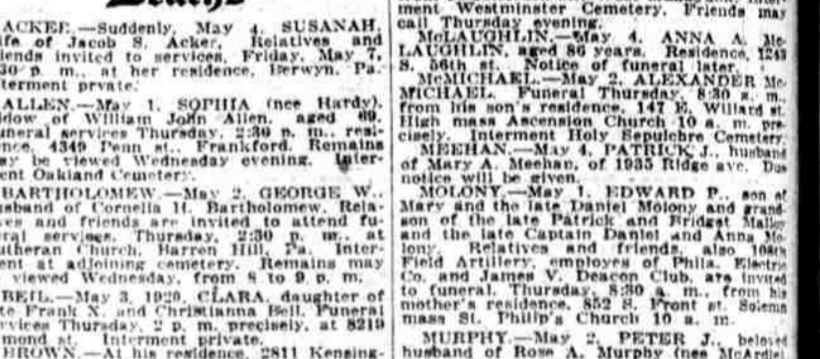 Deaths
ACKER.—Suddenly, May 4, SUSANAH,
ife of Jacob S. Acker. Relatives and
iends invited to services, Friday, May 7,
30 p. m., at her residence, Berwyn, Pa.
terment prvate.
ALLEN.—May 1, SOPHIA (nee Hardy),
idow of William John Allen, aged 69.
uneral services Thursday, 2:30 p. m., resi-
nce, 4349 Penn st., Frankford. Remains
ay be viewed Wednesday evening. Inter-
ent Oakland Cemetery.
BARTHOLOMEW.—May 2, GEORGE W.,
usband of Cornelia H. Bartholomew. Rela-
ves and friends are invited to attend fu-
ral services, Thursday, 2:30 p. m., at
utheran Church, Barren Hill, Pa. Inter-
ent at adjoining cemetery. Remains may
viewed Wednesday, from 8 to 9 p. m.
BEIL.—May 3, 1920, CLARA, daughter of
te Frank X. and Christianna Beil. Funeral
rvices Thursday, 2 p. m. precisely, at 8219
mond st. Interment private.
BROWN.—At his residence, 2811 Kensing-
Westminster Cemetery. Friends may
call Thursday evening.
McLAUGHLIN.—May 4, ANNA A. Mc-
LAUGHLIN, aged 86 years. Residence, 1243
S. 56th st. Notice of funeral later.
McMICHAEL.—May 2, ALEXANDER Mc-
MICHAEL. Funeral Thursday, 8:30 a. m.,
from his son's residence, 147 E. Willard st.
High mass Ascension Church 10 a. m. pre-
cisely. Interment Holy Sepulchre Cemetery.
MEEHAN.—May 4, PATRICK J., husband
of Mary A. Meehan, of 1935 Ridge ave. Due
notice will be given.
MOLONY.—May 1, EDWARD P., son of
Mary and the late Daniel Molony and grand-
son of the late Patrick and Bridget Malloy
and the late Captain Daniel and Anna Mo-
lony. Relatives and friends, also 108th
Field Artillery, employes of Phila. Electric
Co. and James V. Deacon Club, are invited
to funeral, Thursday, 8:30 a. m., from his
mother's residence, 852 S. Front st. Solemn
mass St. Philip's Church 10 a. m.
MURPHY.—May 2, PETER J., beloved
husband of Rose A. Murphy (nee